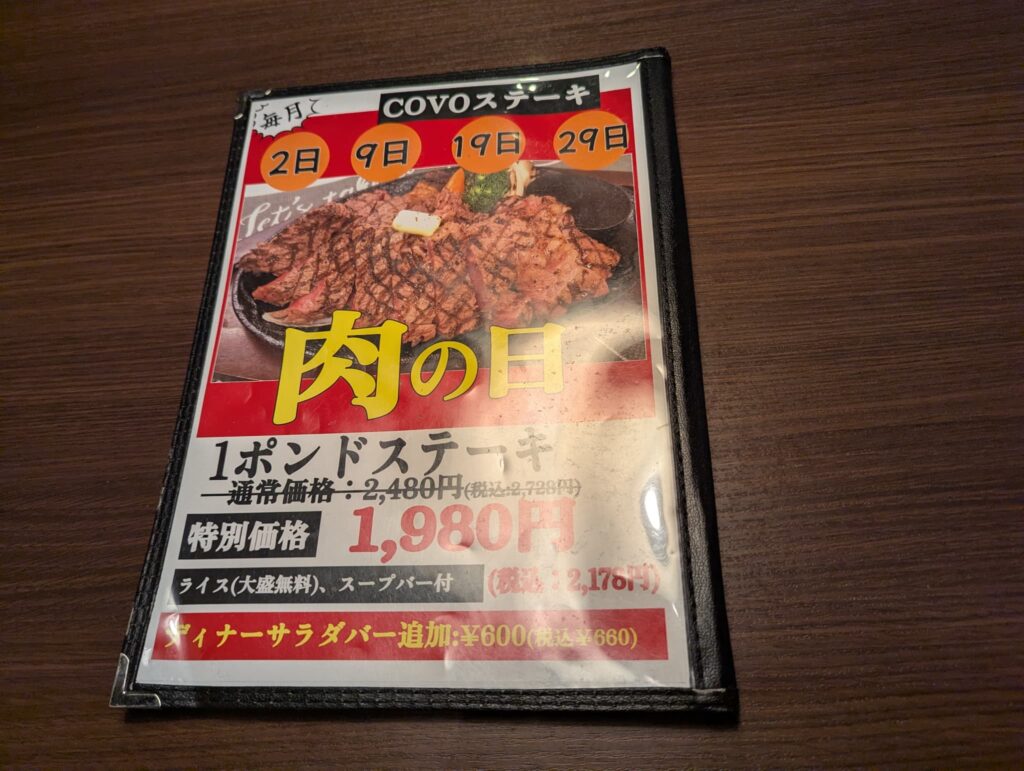 毎月
COVOステーキ
2日 9日 19日 29日
Let's
肉の日
1ポンドステーキ
通常価格：2,480円(税込:2,728円)
特別価格 1,980円
ライス(大盛無料)、スープバー付 (税込：2,178円)
ディナーサラダバー追加:¥600(税込￥660)